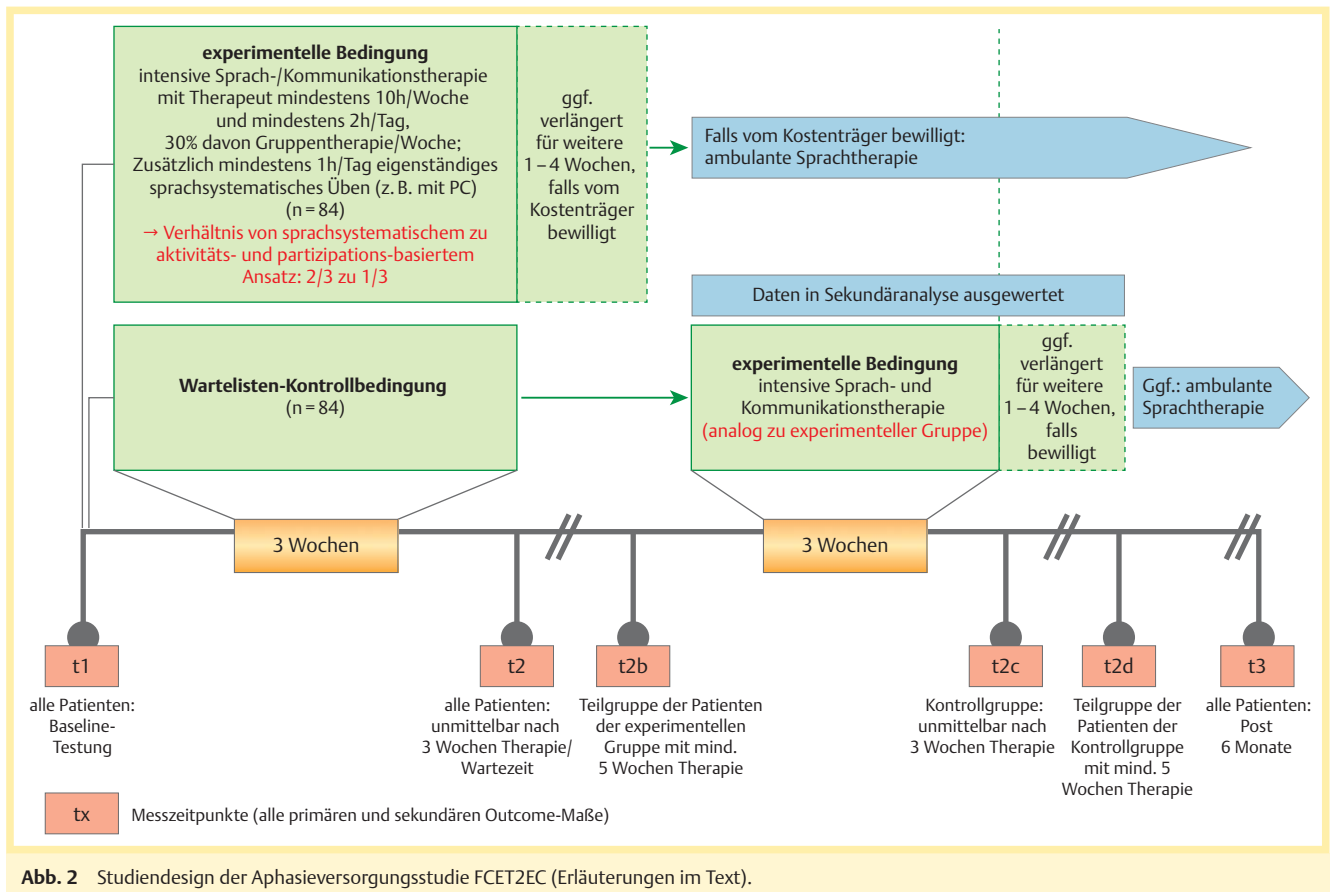 experimentelle Bedingung
intensive Sprach-/Kommunikationstherapie
mit Therapeut mindestens 10h/Woche
und mindestens 2h/Tag,
30% davon Gruppentherapie/Woche;
Zusätzlich mindestens 1h/Tag eigenständiges
sprachsystematisches Üben (z. B. mit PC)
(n = 84)
→ Verhältnis von sprachsystematischem zu
aktivitäts- und partizipations-basiertem
Ansatz: 2/3 zu 1/3
ggf.
verlängert
für weitere
1 – 4 Wochen,
falls vom
Kostenträger
bewilligt
Falls vom Kostenträger bewilligt:
ambulante Sprachtherapie
Daten in Sekundäranalyse ausgewertet
Wartelisten-Kontrollbedingung
(n = 84)
experimentelle Bedingung
intensive Sprach- und
Kommunikationstherapie
(analog zu experimenteller Gruppe)
ggf.
verlängert
für weitere
1 – 4 Wochen,
falls
bewilligt
Ggf.: ambulante
Sprachtherapie
3 Wochen
3 Wochen
t1
alle Patienten:
Baseline-
Testung
t2
alle Patienten:
unmittelbar nach
3 Wochen Therapie/
Wartezeit
t2b
Teilgruppe der Patienten
der experimentellen
Gruppe mit mind.
5 Wochen Therapie
t2c
Kontrollgruppe:
unmittelbar nach
3 Wochen Therapie
t2d
Teilgruppe der
Patienten der
Kontrollgruppe
mit mind. 5
Wochen Therapie
t3
alle Patienten:
Post
6 Monate
tx
Messzeitpunkte (alle primären und sekundären Outcome-Maße)
Abb. 2 Studiendesign der Aphasieversorgungsstudie FCET2EC (Erläuterungen im Text).